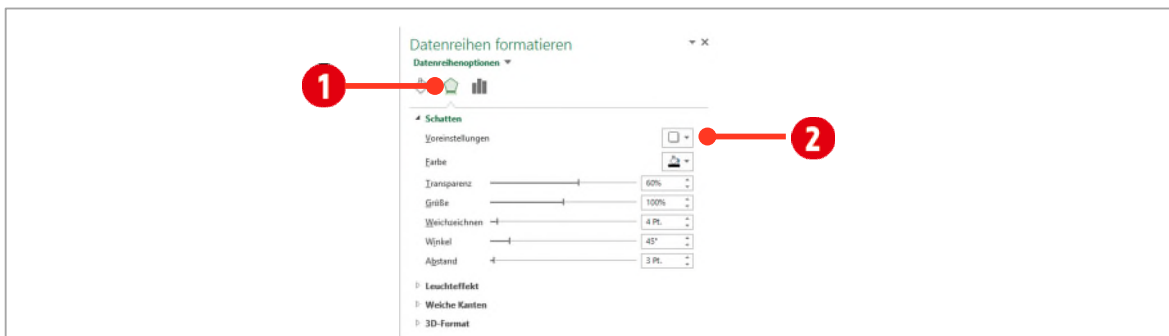 Datenreihen formatieren
Datenreihenoptionen
1
Schatten
Voreinstellungen
2
Farbe
Transparenz 60%
Größe 100%
Weichzeichnen 4 Pt.
Winkel 45°
Abstand 3 Pt.
Leuchteffekt
Weiche Kanten
3D-Format